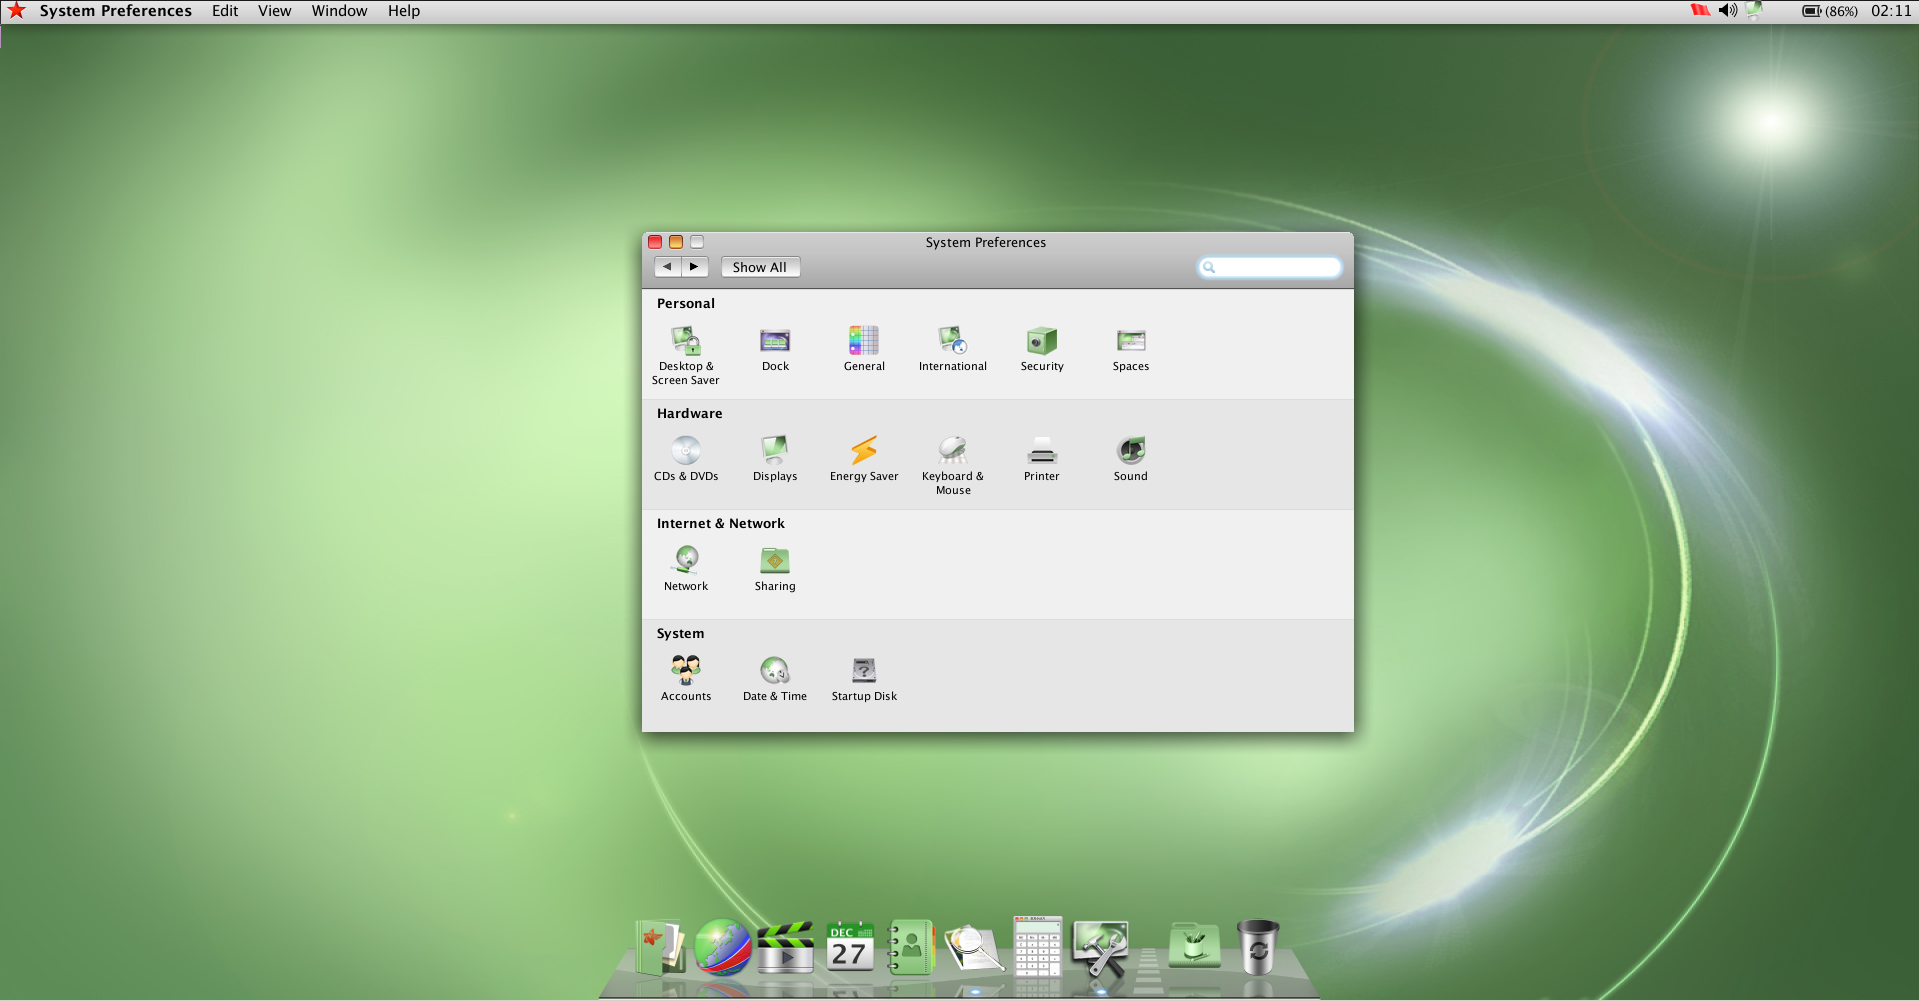 System Preferences Edit View Window Help (86%) 02:11
System Preferences
Show All
Personal
Desktop & Screen Saver
Dock
General
International
Security
Spaces
Hardware
CDs & DVDs
Displays
Energy Saver
Keyboard & Mouse
Printer
Sound
Internet & Network
Network
Sharing
System
Accounts
Date & Time
Startup Disk
DEC
27